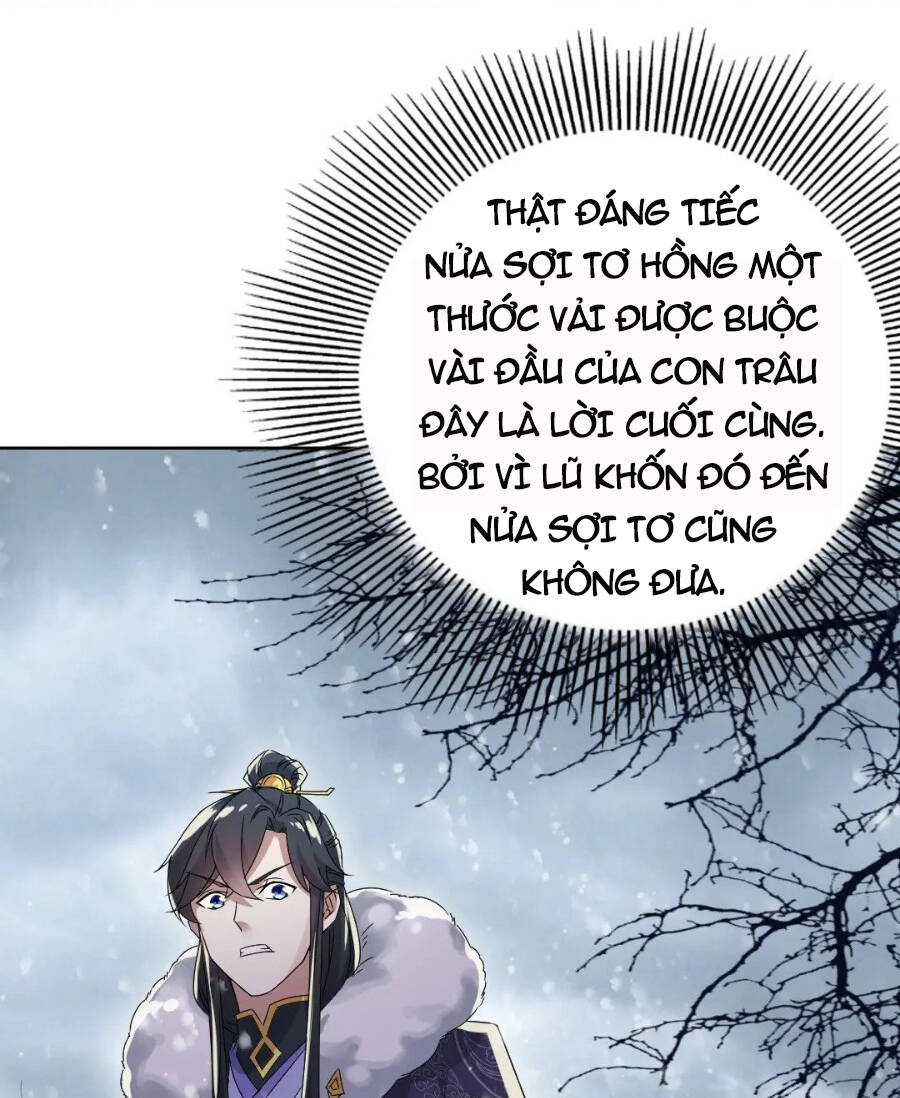 THẬT ĐÁNG TIẾC
NỬA SỢI TƠ HỒNG MỘT
THƯỚC VẢI ĐƯỢC BUỘC
VÀI ĐẦU CỦA CON TRÂU
ĐÂY LÀ LỜI CUỐI CÙNG.
BỞI VÌ LŨ KHỐN ĐÓ ĐẾN
NỬA SỢI TƠ CŨNG
KHÔNG ĐƯA.